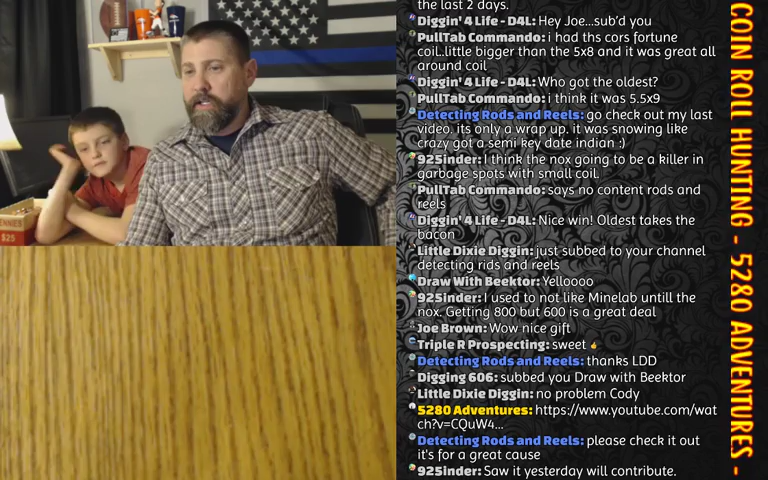 the last 2 days.
Diggin' 4 Life - D4L: Hey Joe...sub'd you
PullTab Commando: i had ths cors fortune
coil..little bigger than the 5x8 and it was great all
around coil
Diggin' 4 Life - D4L: Who got the oldest?
PullTab Commando: i think it was 5.5x9
Detecting Rods and Reels: go check out my last
video. its only a wrap up. it was snowing like
crazy got a semi key date indian :)
925inder: I think the nox going to be a killer in
garbage spots with small coil.
PullTab Commando: says no content rods and
reels
Diggin' 4 Life - D4L: Nice win! Oldest takes the
bacon
Little Dixie Diggin: just subbed to your channel
detecting rids and reels
Draw With Beektor: Yelloooo
925inder: I used to not like Minelab untill the
nox. Getting 800 but 600 is a great deal
Joe Brown: Wow nice gift
Triple R Prospecting: sweet 👍
Detecting Rods and Reels: thanks LDD
Digging 606: subbed you Draw with Beektor
Little Dixie Diggin: no problem Cody
5280 Adventures: https://www.youtube.com/wat
ch?v=CQuW4...
Detecting Rods and Reels: please check it out
it's for a great cause
925inder: Saw it yesterday will contribute.
COIN ROLL HUNTING - 5280 ADVENTURES -
$25